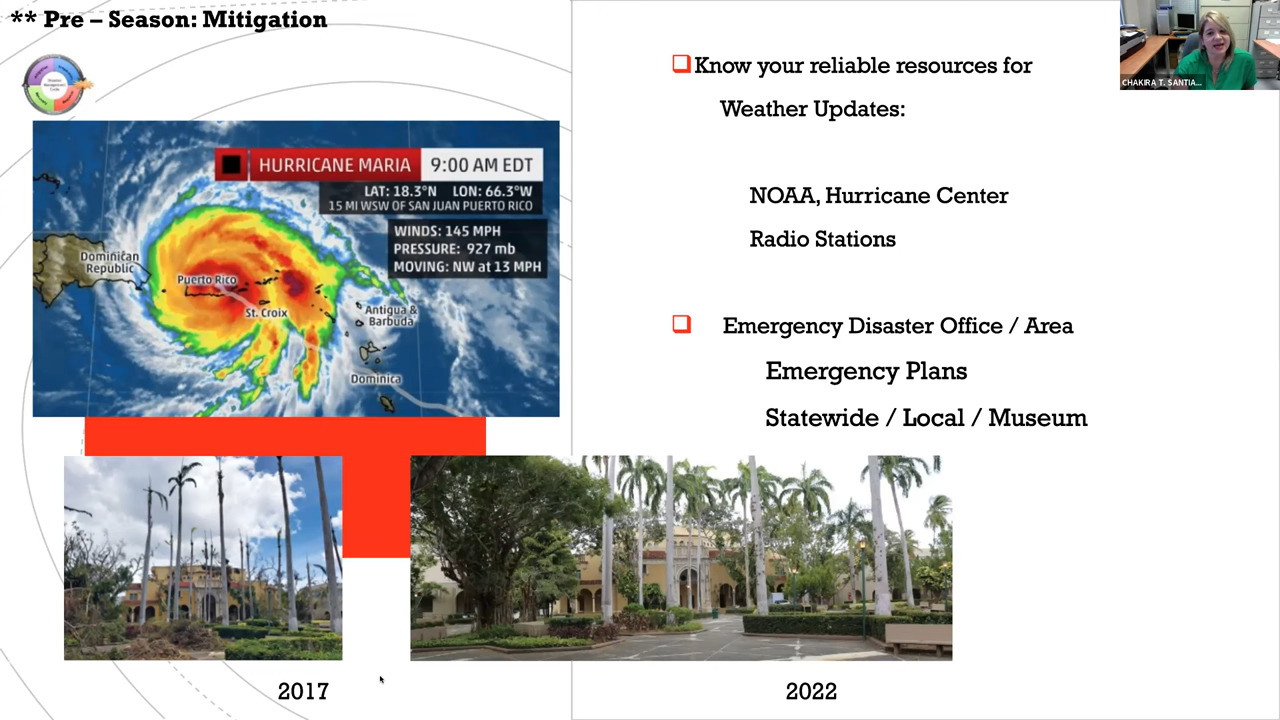 ** Pre – Season: Mitigation
HURRICANE MARIA 9:00 AM EDT
LAT: 18.3°N LON: 66.3°W
15 MI WSW OF SAN JUAN PUERTO RICO
WINDS: 145 MPH
PRESSURE: 927 mb
MOVING: NW at 13 MPH
Dominican
Republic
Puerto Rico
St. Croix
Antigua &
Barbuda
Dominica
2017
2022
Know your reliable resources for
Weather Updates:
NOAA, Hurricane Center
Radio Stations
Emergency Disaster Office / Area
Emergency Plans
Statewide / Local / Museum
CHAKIRA T. SANTIA...